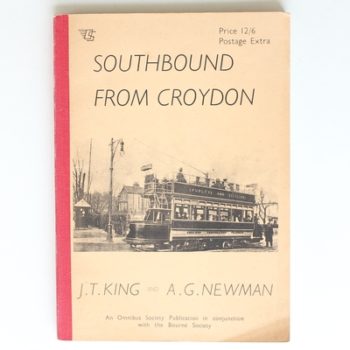 Price 12/6
Postage Extra
SOUTHBOUND
FROM CROYDON
J.T.KING AND A.G.NEWMAN
An Omnibus Society Publication in conjunction
with the Bourne Society